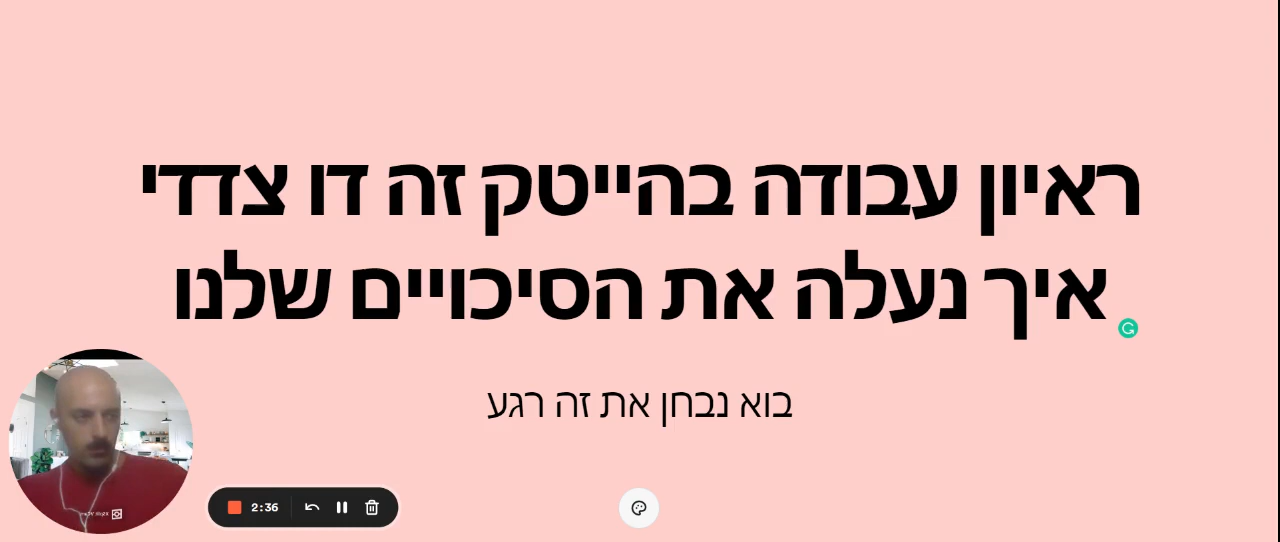 ראיון עבודה בהייטק זה דו צדדי
איך נעלה את הסיכויים שלנו
בוא נבחן את זה רגע
2:36